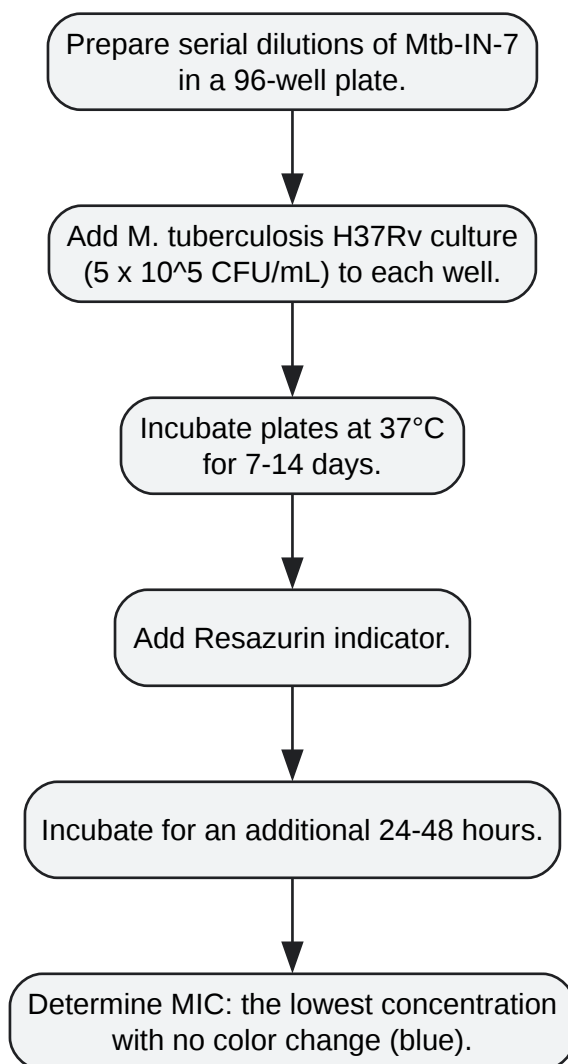 Prepare serial dilutions of Mtb-IN-7
in a 96-well plate.
Add M. tuberculosis H37Rv culture
(5 x 10^5 CFU/mL) to each well.
Incubate plates at 37°C
for 7-14 days.
Add Resazurin indicator.
Incubate for an additional 24-48 hours.
Determine MIC: the lowest concentration
with no color change (blue).